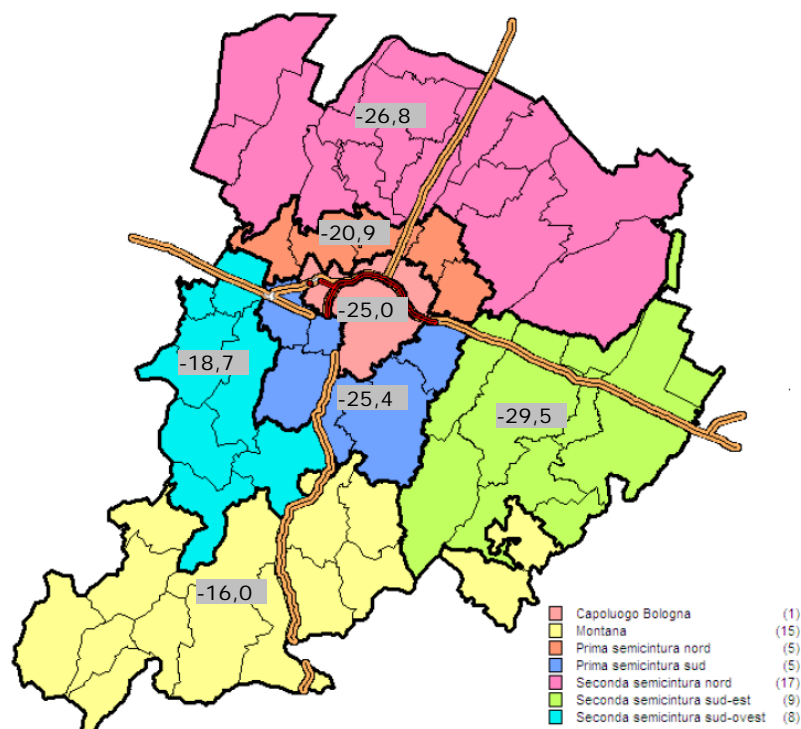 -26,8
-20,9
-25,0
-18,7
-25,4
-29,5
-16,0
Capoluogo Bologna (1)
Montana (15)
Prima semicintura nord (5)
Prima semicintura sud (5)
Seconda semicintura nord (17)
Seconda semicintura sud-est (9)
Seconda semicintura sud-ovest (8)